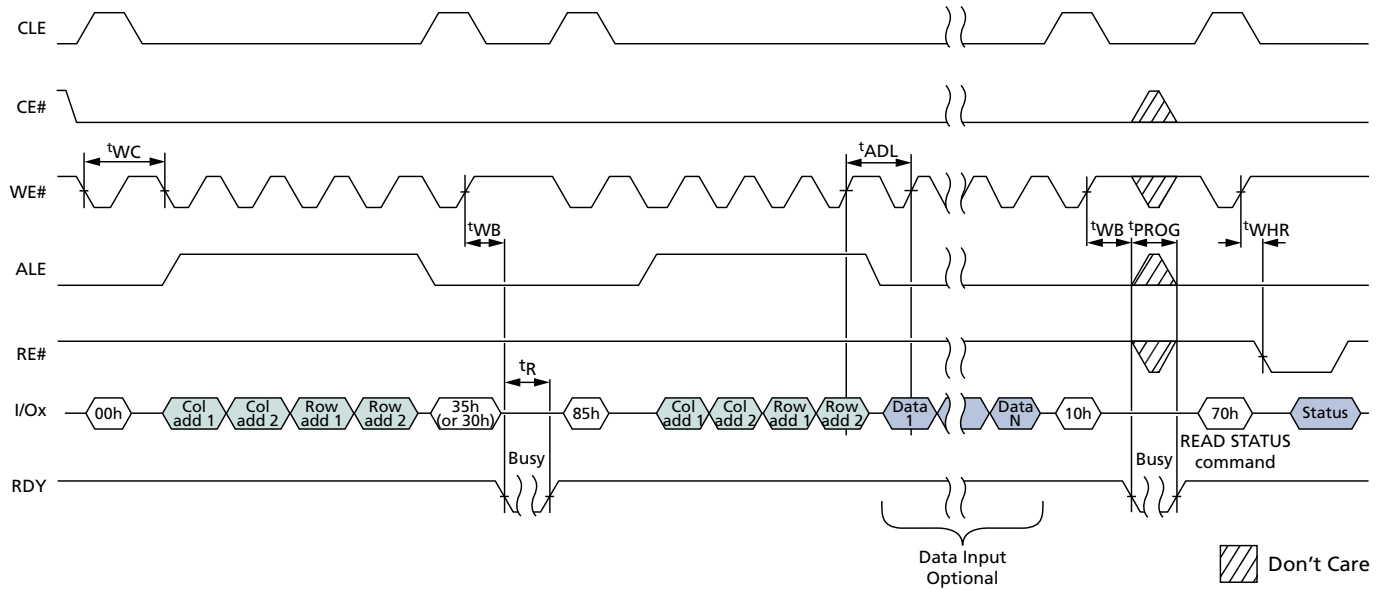 CLE
CE#
tWC
tADL
WE#
tWB
tWB
tPROG
tWHR
ALE
RE#
tR
I/Ox
00h
Col
add 1
Col
add 2
Row
add 1
Row
add 2
35h
(or 30h)
85h
Col
add 1
Col
add 2
Row
add 1
Row
add 2
Data
1
Data
N
10h
70h
Status
READ STATUS
command
Busy
Busy
RDY
Data Input
Optional
Don't Care